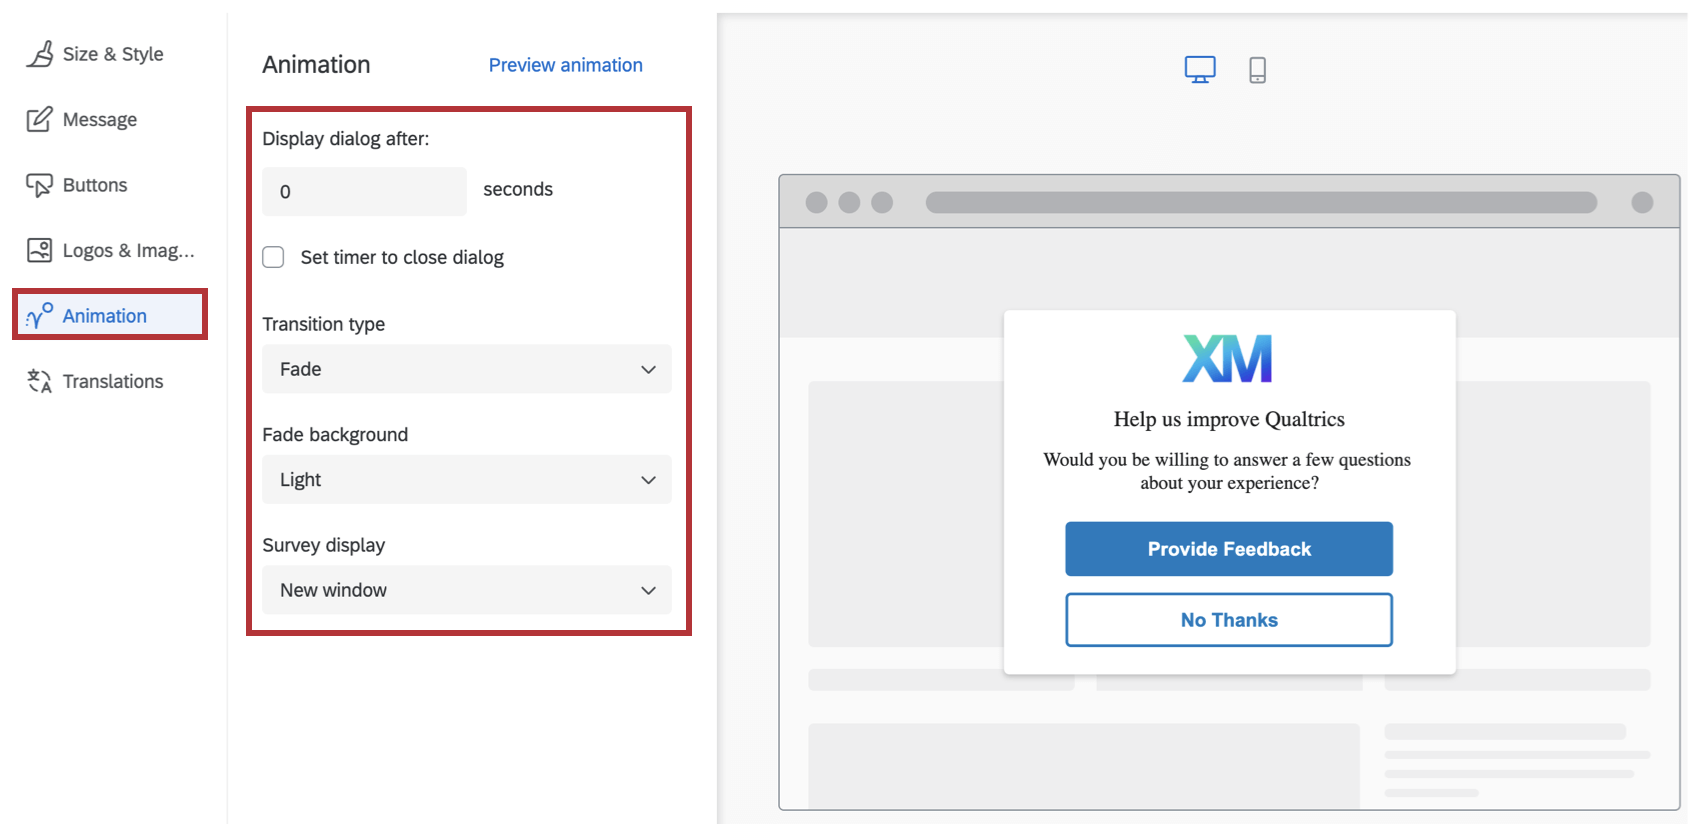 Size & Style
Message
Buttons
Logos & Imag...
Animation
Translations
Animation
Preview animation
Display dialog after:
0
seconds
Set timer to close dialog
Transition type
Fade
Fade background
Light
Survey display
New window
XM
Help us improve Qualtrics
Would you be willing to answer a few questions
about your experience?
Provide Feedback
No Thanks